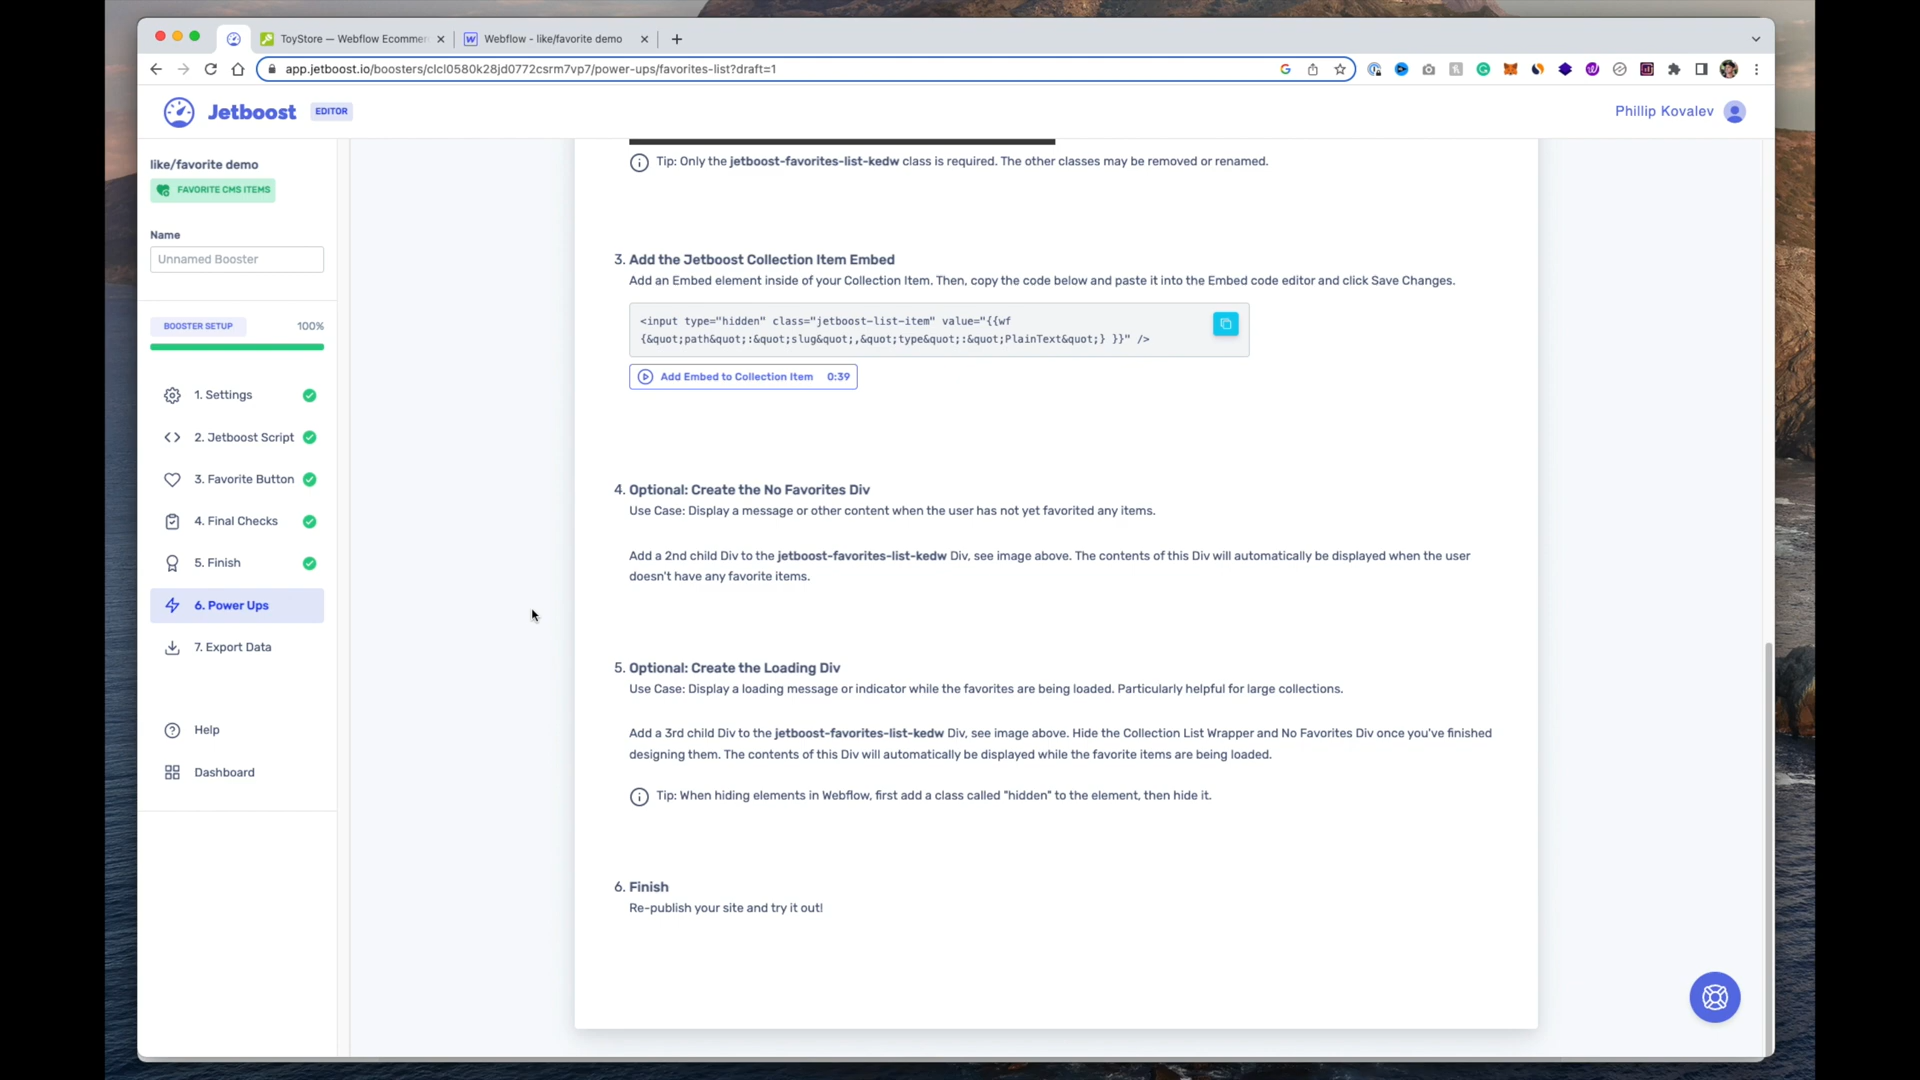 ToyStore — Webflow Ecommer
Webflow - like/favorite demo
app.jetboost.io/boosters/clcl0580k28jd0772csrm7vp7/power-ups/favorites-list?draft=1
Jetboost
EDITOR
Phillip Kovalev
like/favorite demo
FAVORITE CMS ITEMS
Name
Unnamed Booster
BOOSTER SETUP 100%
1. Settings
2. Jetboost Script
3. Favorite Button
4. Final Checks
5. Finish
6. Power Ups
7. Export Data
Help
Dashboard
Tip: Only the jetboost-favorites-list-kedw class is required. The other classes may be removed or renamed.
3. Add the Jetboost Collection Item Embed
Add an Embed element inside of your Collection Item. Then, copy the code below and paste it into the Embed code editor and click Save Changes.
<input type="hidden" class="jetboost-list-item" value="{{wf
{&quot;path&quot;:&quot;slug&quot;,&quot;type&quot;:&quot;PlainText&quot;} }}" />
Add Embed to Collection Item 0:39
4. Optional: Create the No Favorites Div
Use Case: Display a message or other content when the user has not yet favorited any items.
Add a 2nd child Div to the jetboost-favorites-list-kedw Div, see image above. The contents of this Div will automatically be displayed when the user
doesn't have any favorite items.
5. Optional: Create the Loading Div
Use Case: Display a loading message or indicator while the favorites are being loaded. Particularly helpful for large collections.
Add a 3rd child Div to the jetboost-favorites-list-kedw Div, see image above. Hide the Collection List Wrapper and No Favorites Div once you've finished
designing them. The contents of this Div will automatically be displayed while the favorite items are being loaded.
Tip: When hiding elements in Webflow, first add a class called "hidden" to the element, then hide it.
6. Finish
Re-publish your site and try it out!